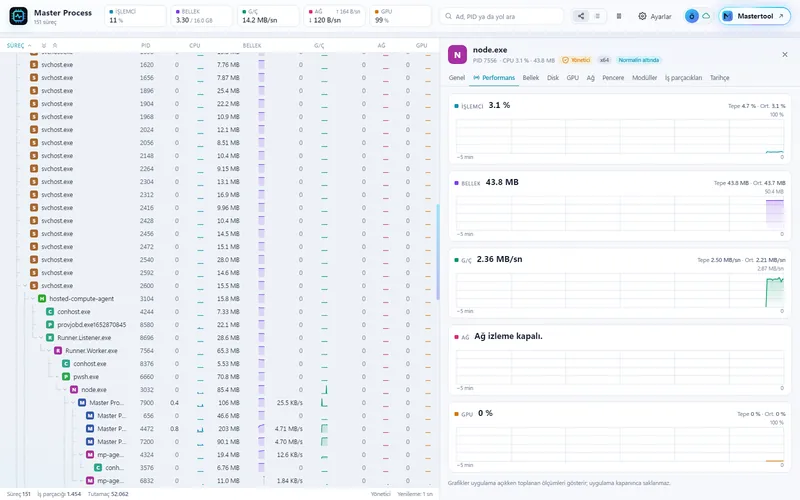 Master Process
151 süreç
İŞLEMCİ
11 %
BELLEK
3.30 / 16.0 GB
G/Ç
14.2 MB/sn
AĞ ↑ 164 B/sn
↓ 120 B/sn
GPU
99 %
Ad, PID ya da yol ara
Ayarlar
Mastertool ↗
SÜREÇ PID CPU BELLEK G/Ç AĞ GPU
svchost.exe 1620 0 7.76 MB 0 0 0
svchost.exe 1656 0 7.87 MB 0 0 0
svchost.exe 1896 0 25.4 MB 0 0 0
svchost.exe 1904 0 22.2 MB 0 0 0
svchost.exe 1968 0 10.9 MB 0 0 0
svchost.exe 2024 0 12.1 MB 0 0 0
svchost.exe 2056 0 8.51 MB 0 0 0
svchost.exe 2148 0 10.4 MB 0 0 0
svchost.exe 2264 0 9.15 MB 0 0 0
svchost.exe 2304 0 13.1 MB 0 0 0
svchost.exe 2312 0 16.9 MB 0 0 0
svchost.exe 2416 0 9.96 MB 0 0 0
svchost.exe 2428 0 10.4 MB 0 0 0
svchost.exe 2456 0 14.5 MB 0 0 0
svchost.exe 2472 0 15.1 MB 0 0 0
svchost.exe 2540 0 28.0 MB 0 0 0
svchost.exe 2592 0 14.6 MB 0 0 0
svchost.exe 2600 0 15.5 MB 0 0 0
hosted-compute-agent 3104 0 15.8 MB 0 0 0
conhost.exe 4244 0 7.33 MB 0 0 0
provjobd.exe1652870845 8580 0 22.1 MB 0 0 0
Runner.Listener.exe 8696 0 28.6 MB 0 0 0
Runner.Worker.exe 7564 0 65.3 MB 0 0 0
conhost.exe 8376 0 5.53 MB 0 0 0
pwsh.exe 6660 0 70.8 MB 0 0 0
node.exe 3032 0 85.4 MB 0 0 0
Master Pro... 7900 0.4 106 MB 25.5 KB/s 0 0
Master P... 656 0 46.6 MB 0 0 0
Master P... 4472 0.8 203 MB 4.71 MB/s 0 0
Master P... 7200 0 90.1 MB 4.70 MB/s 0 0
mp-age... 4324 0 19.4 MB 12.6 KB/s 0 0
conh... 3576 0 6.76 MB 0 0 0
mp-age... 6832 0 11.0 MB 1.84 KB/s 0 0
Süreç 151 İş parçacığı 1.454 Tutamaç 52.062 Yönetici Yenileme: 1 sn
N node.exe
PID 7556 · CPU 3.1 % · 43.8 MB Yönetici x64 Normalin altında
Genel Performans Bellek Disk GPU Ağ Pencere Modüller İş parçacıkları Tarihçe
İŞLEMCİ 3.1 % Tepe 4.7 % · Ort. 3.1 %
100 %
−5 min 0
BELLEK 43.8 MB Tepe 43.8 MB · Ort. 43.7 MB
50.4 MB
−5 min 0
G/Ç 2.36 MB/sn Tepe 2.50 MB/sn · Ort. 2.21 MB/sn
2.87 MB/sn
−5 min 0
AĞ Ağ izleme kapalı.
−5 min 0
GPU 0 % Tepe 0 % · Ort. 0 %
100 %
−5 min 0
Grafikler uygulama açıkken toplanan ölçümleri gösterir; uygulama kapanınca saklanmaz.